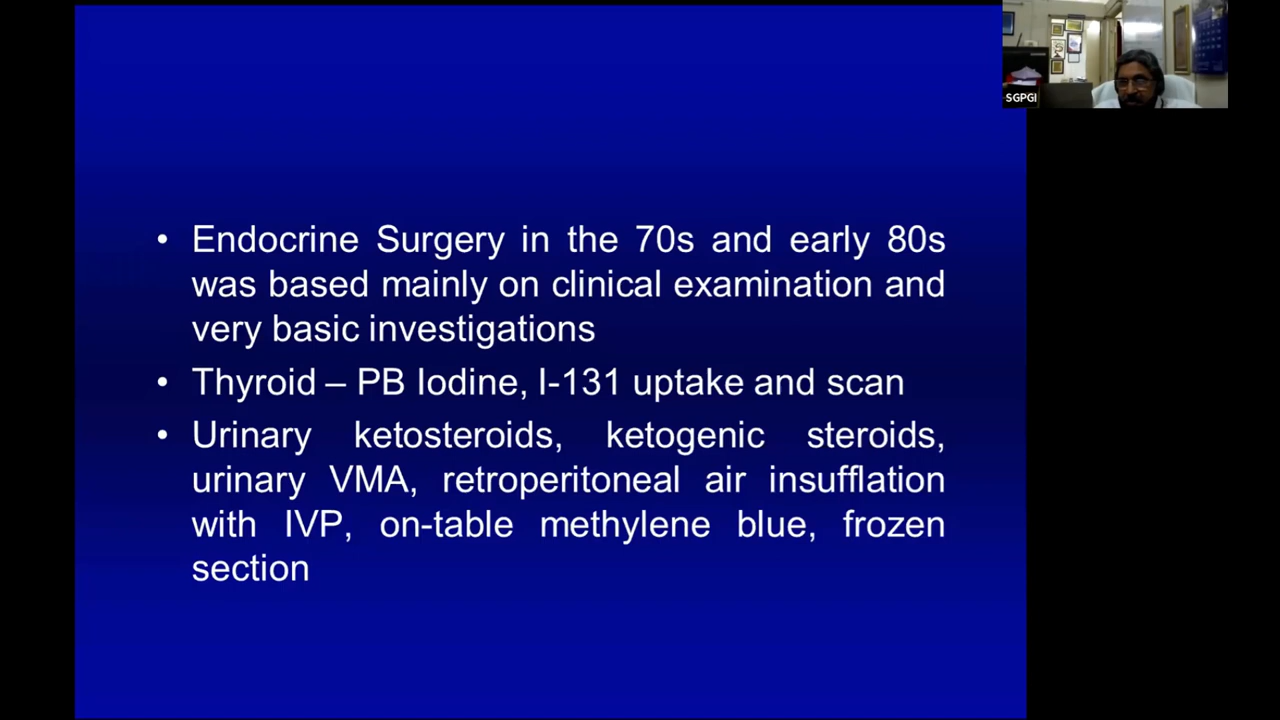 SGPGI
• Endocrine Surgery in the 70s and early 80s
was based mainly on clinical examination and
very basic investigations
• Thyroid – PB Iodine, I-131 uptake and scan
• Urinary ketosteroids, ketogenic steroids,
urinary VMA, retroperitoneal air insufflation
with IVP, on-table methylene blue, frozen
section